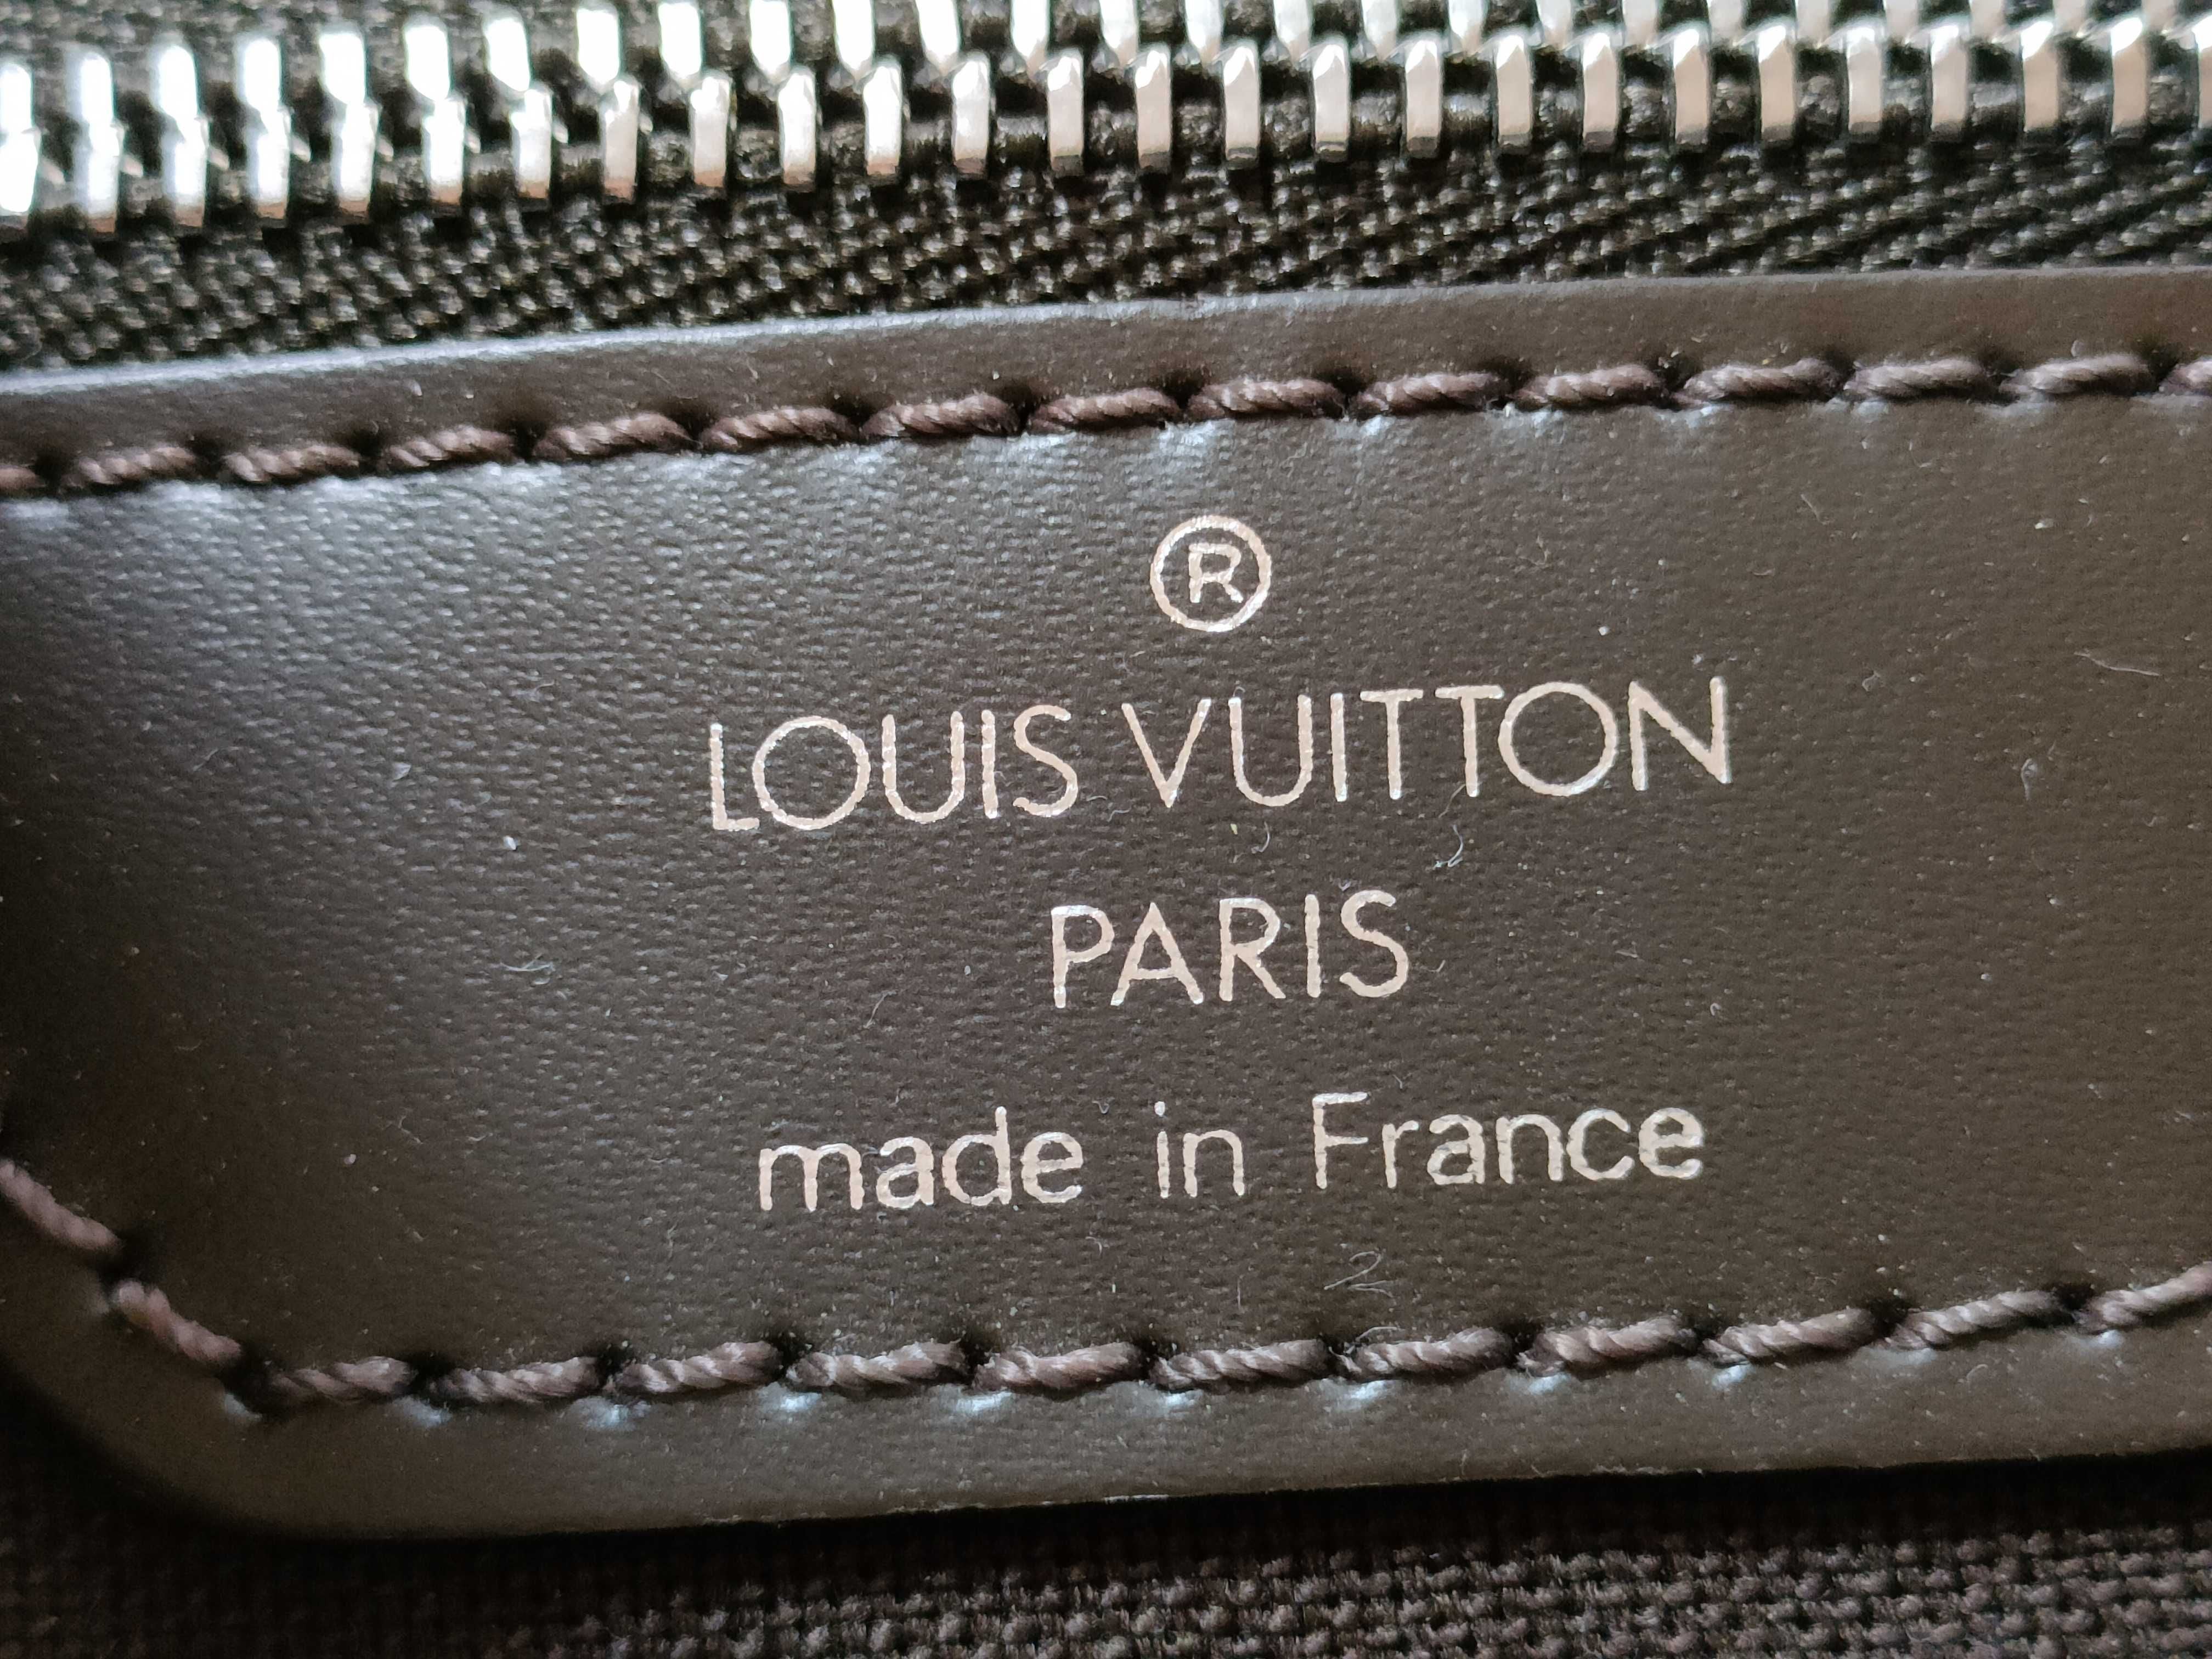 ®
LOUIS VUITTON
PARIS
made in France